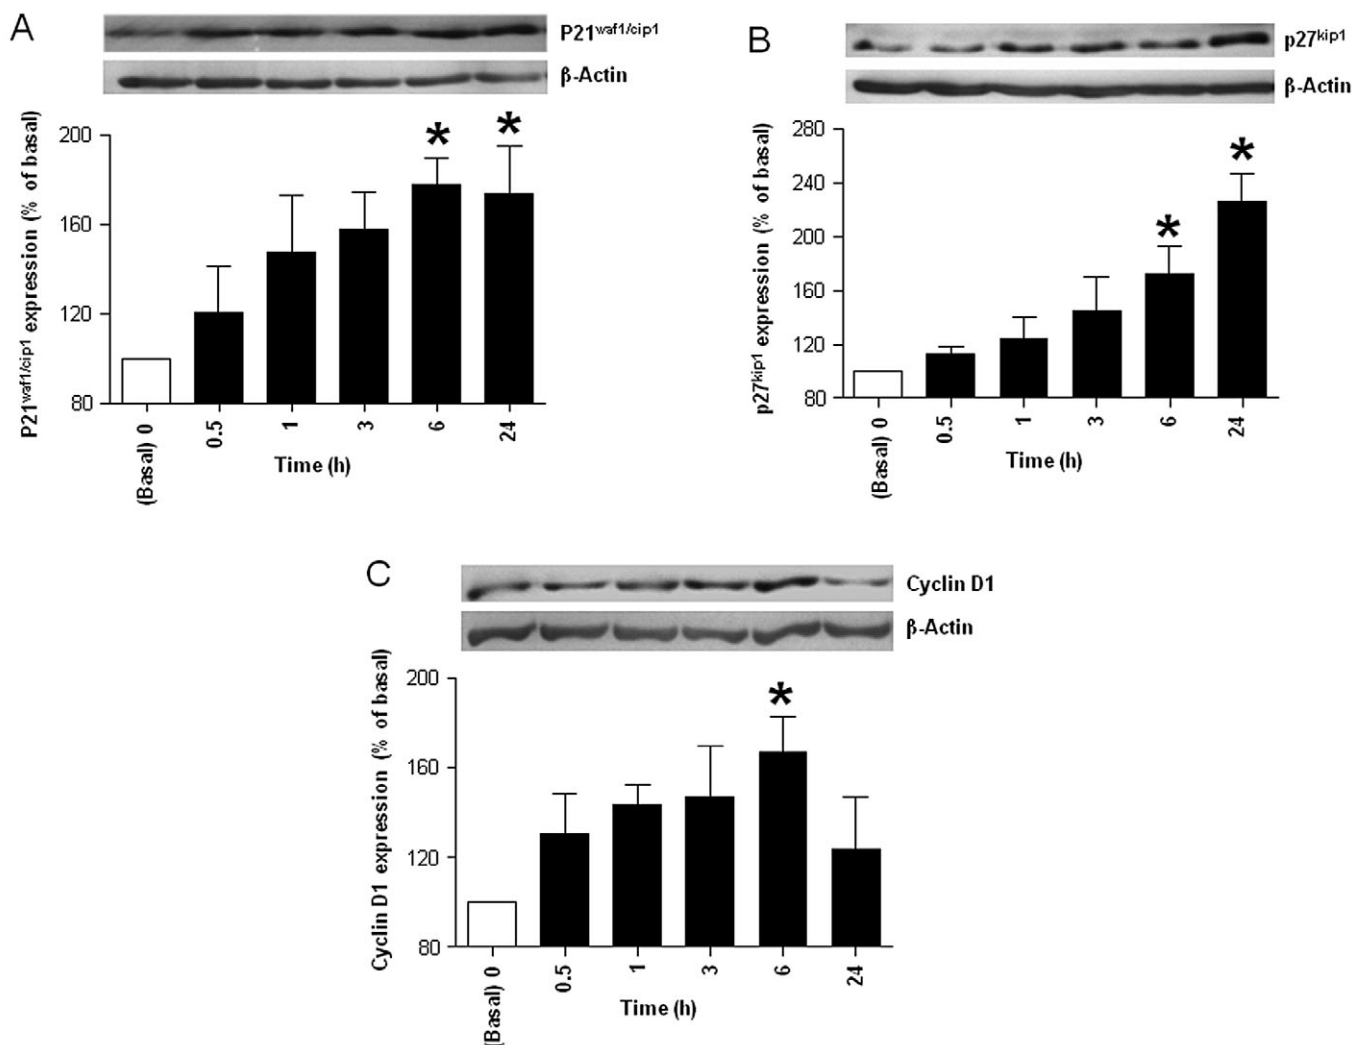 A
P21waf1/cip1
β-Actin
P21waf1/cip1 expression (% of basal)
200
160
120
80
(Basal) 0
0.5
1
3
6
24
*
*
Time (h)
B
p27kip1
β-Actin
p27kip1 expression (% of basal)
280
240
200
160
120
80
(Basal) 0
0.5
1
3
6
24
*
*
Time (h)
C
Cyclin D1
β-Actin
Cyclin D1 expression (% of basal)
200
160
120
80
(Basal) 0
0.5
1
3
6
24
*
Time (h)